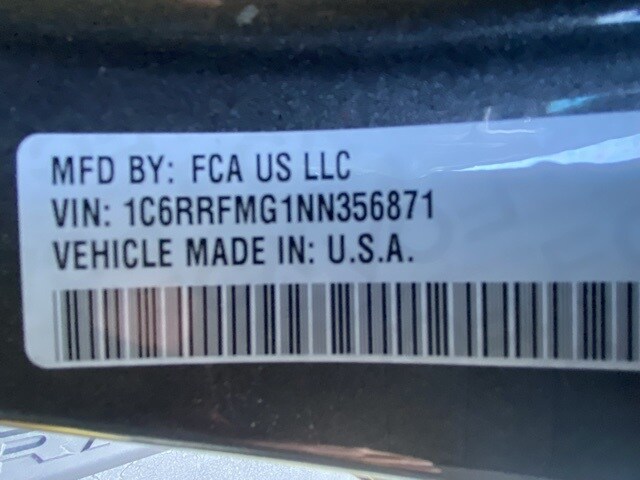 MFD BY: FCA US LLC
VIN: 1C6RRFMG1NN356871
VEHICLE MADE IN: U.S.A.